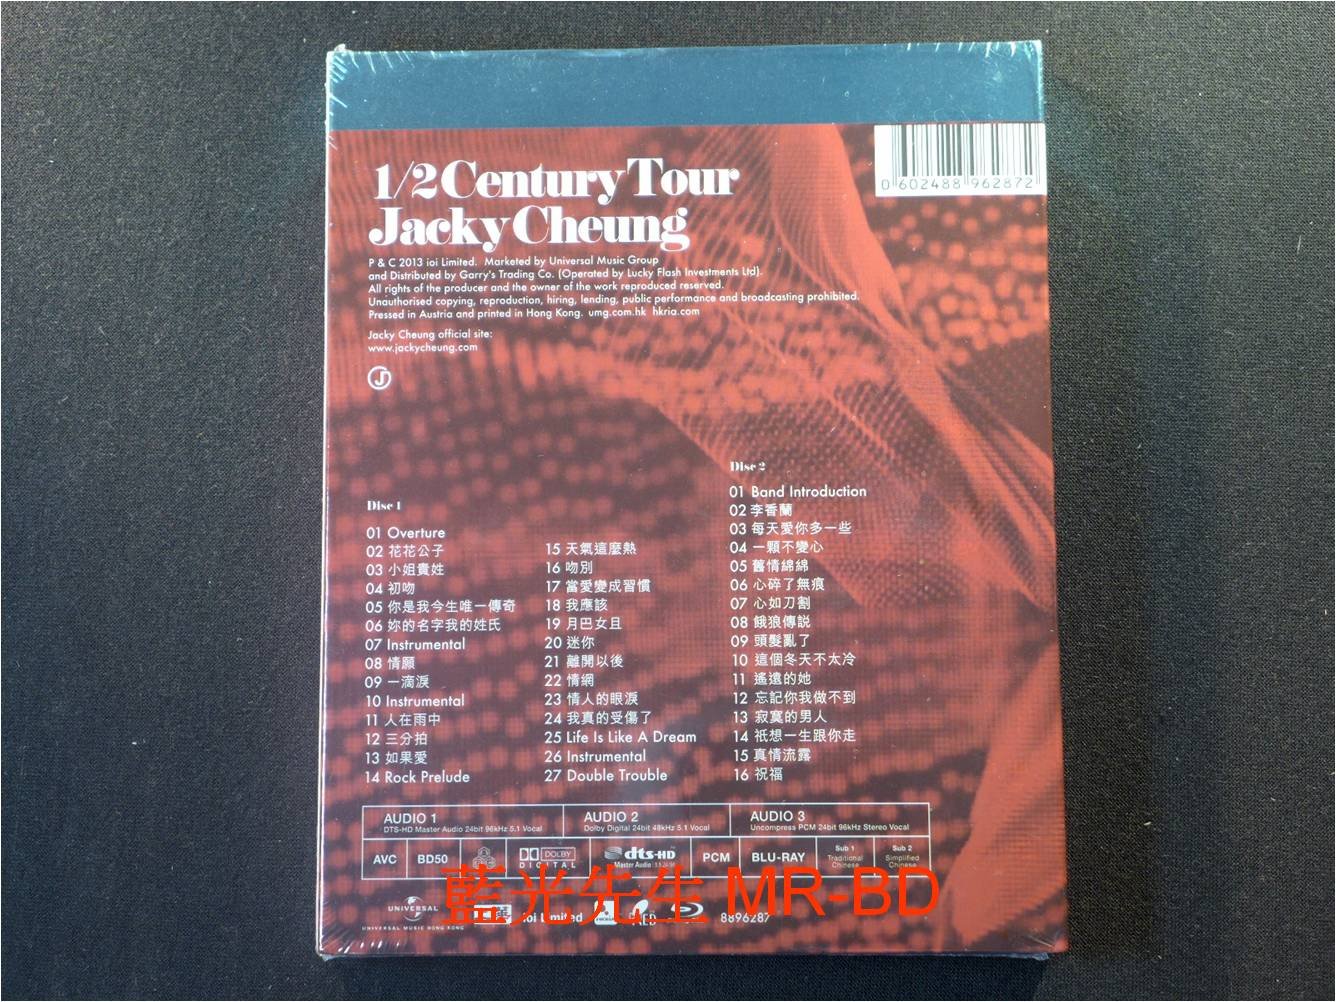 0 602488 962872
1/2 Century Tour
Jacky Cheung
P & C 2013 ioi Limited. Marketed by Universal Music Group
and Distributed by Garry's Trading Co. (Operated by Lucky Flash Investments Ltd).
All rights of the producer and the owner of the work reproduced reserved.
Unauthorised copying, reproduction, hiring, lending, public performance and broadcasting prohibited.
Pressed in Austria and printed in Hong Kong. umg.com.hk hkria.com
Jacky Cheung official site:
www.jackycheung.com
J
Disc 1
01 Overture
02 花花公子
03 小姐貴姓
04 初吻
05 你是我今生唯一傳奇
06 妳的名字我的姓氏
07 Instrumental
08 情願
09 一滴淚
10 Instrumental
11 人在雨中
12 三分拍
13 如果愛
14 Rock Prelude
15 天氣這麼熱
16 吻別
17 當愛變成習慣
18 我應該
19 月巴女且
20 迷你
21 離開以後
22 情網
23 情人的眼淚
24 我真的受傷了
25 Life Is Like A Dream
26 Instrumental
27 Double Trouble
Disc 2
01 Band Introduction
02 李香蘭
03 每天愛你多一些
04 一顆不變心
05 舊情綿綿
06 心碎了無痕
07 心如刀割
08 餓狼傳說
09 頭髮亂了
10 這個冬天不太冷
11 遙遠的她
12 忘記你我做不到
13 寂寞的男人
14 祇想一生跟你走
15 真情流露
16 祝福
AUDIO 1
DTS-HD Master Audio 24bit 96kHz 5.1 Vocal
AUDIO 2
Dolby Digital 24bit 48kHz 5.1 Vocal
AUDIO 3
Uncompress PCM 24bit 96kHz Stereo Vocal
AVC
BD50
DOLBY
DIGITAL
dts-HD
Master Audio
PCM
BLU-RAY
Sub 1
Traditional
Chinese
Sub 2
Simplified
Chinese
藍光先生 MR-BD
UNIVERSAL
UNIVERSAL MUSIC HONG KONG
ioi Limited
8896287